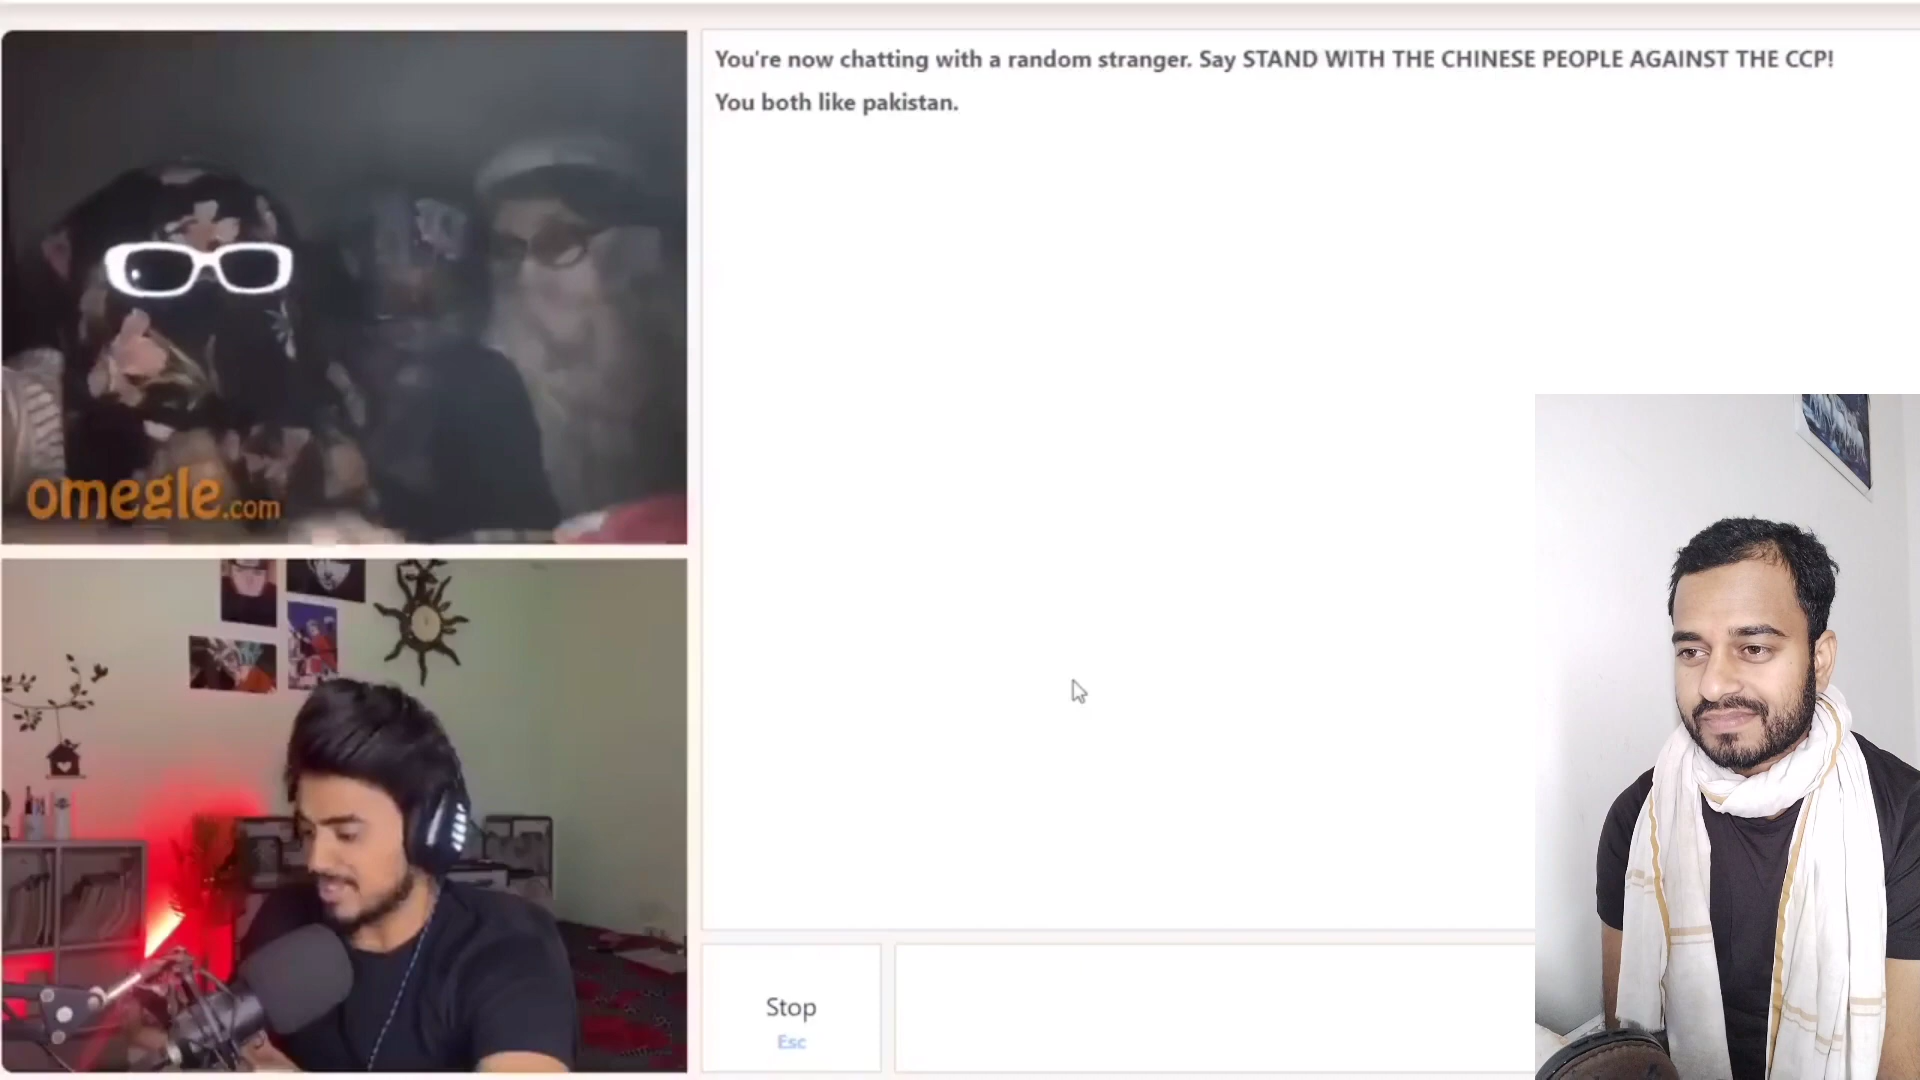 You're now chatting with a random stranger. Say STAND WITH THE CHINESE PEOPLE AGAINST THE CCP!
You both like pakistan.
omegle.com
Stop
Esc